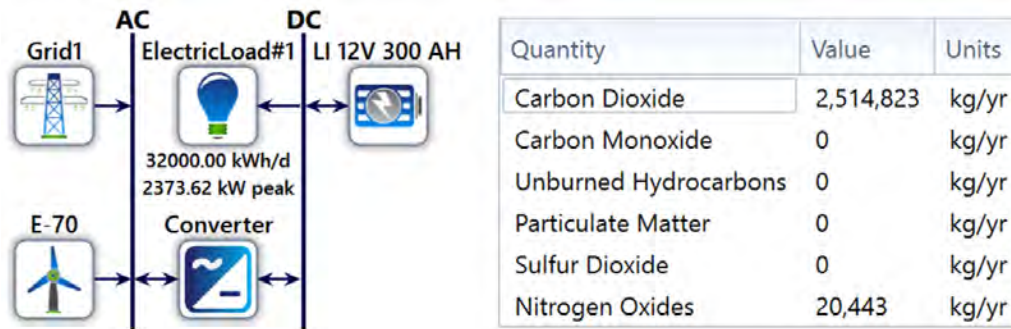 AC DC
Grid1 ElectricLoad#1 LI 12V 300 AH
32000.00 kWh/d
2373.62 kW peak
E-70 Converter
Quantity Value Units
Carbon Dioxide 2,514,823 kg/yr
Carbon Monoxide 0 kg/yr
Unburned Hydrocarbons 0 kg/yr
Particulate Matter 0 kg/yr
Sulfur Dioxide 0 kg/yr
Nitrogen Oxides 20,443 kg/yr